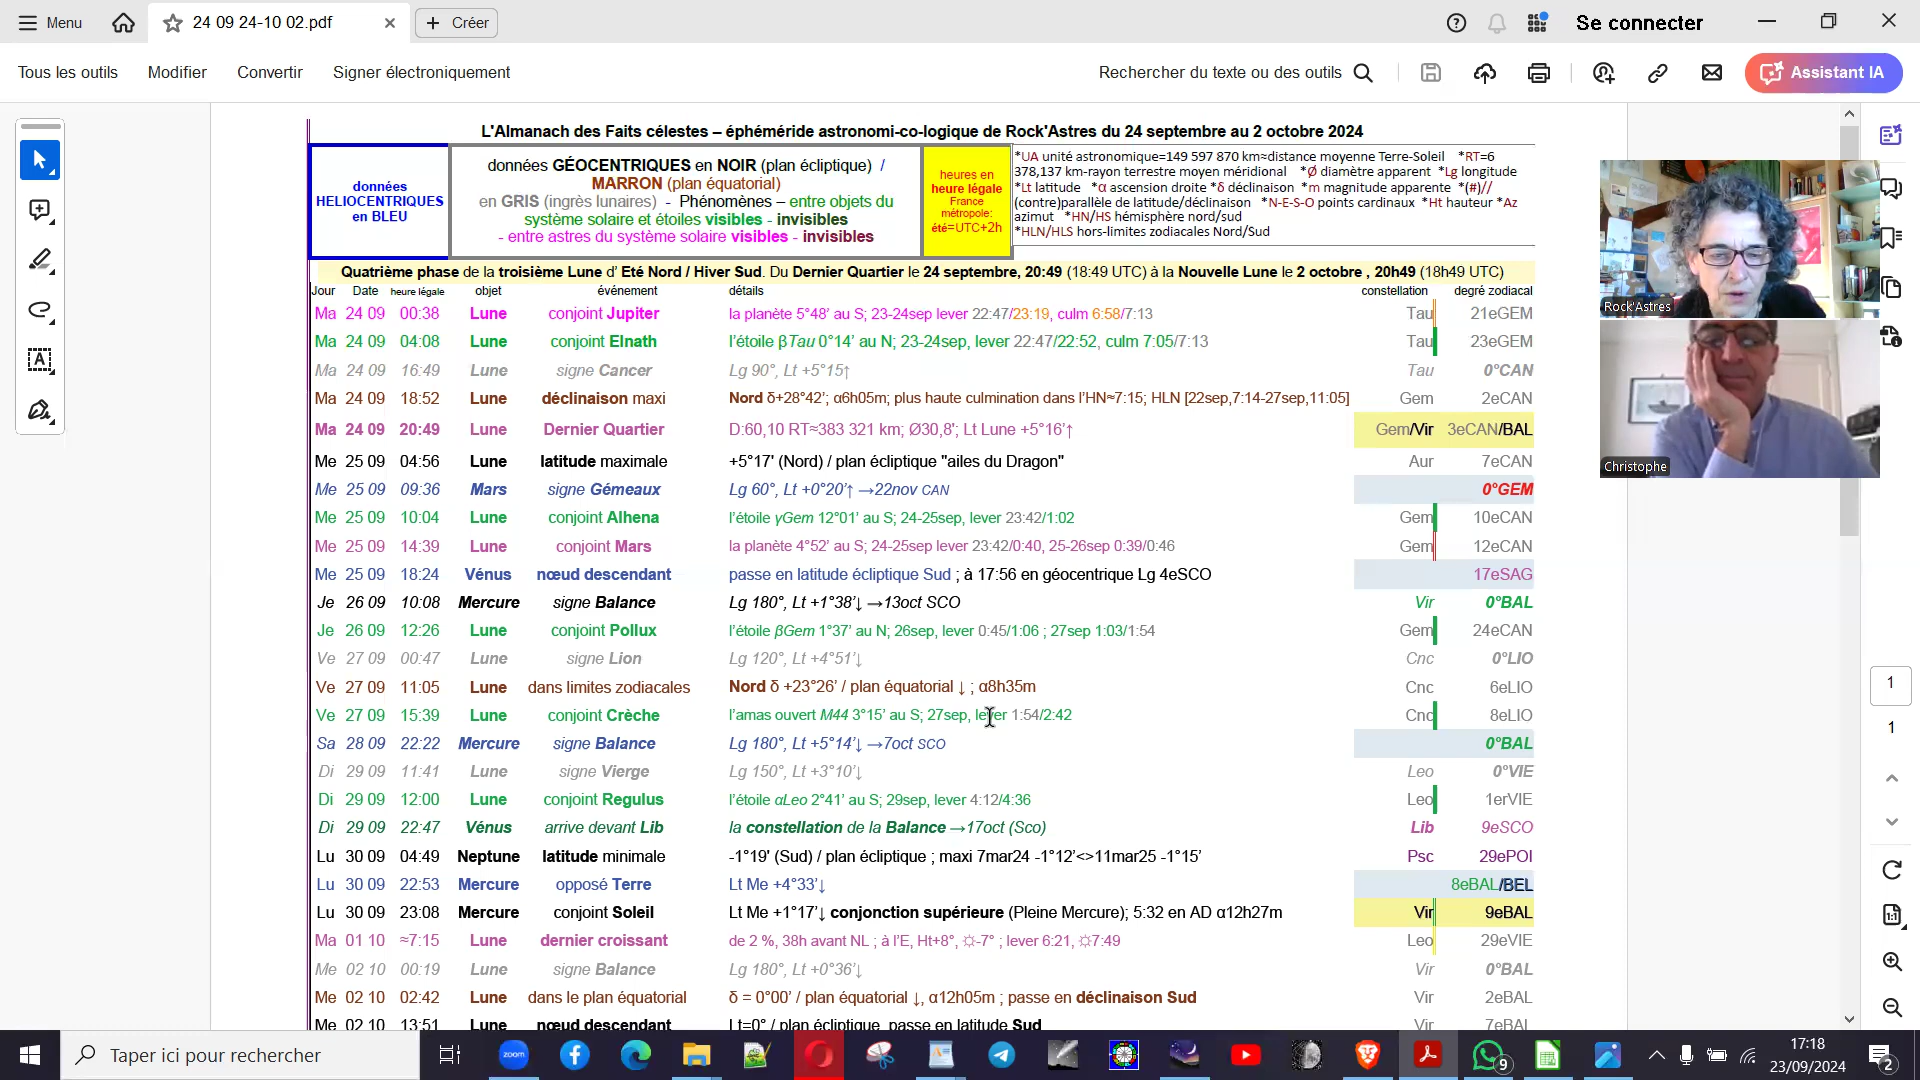 Menu
24 09 24-10 02.pdf
Créer
Se connecter
Tous les outils Modifier Convertir Signer électroniquement
Rechercher du texte ou des outils
Assistant IA
L'Almanach des Faits célestes – éphéméride astronomi-co-logique de Rock'Astres du 24 septembre au 2 octobre 2024
données
HELIOCENTRIQUES
en BLEU
données GÉOCENTRIQUES en NOIR (plan écliptique) /
MARRON (plan équatorial)
en GRIS (ingrès lunaires) - Phénomènes – entre objets du
système solaire et étoiles visibles - invisibles
- entre astres du système solaire visibles - invisibles
heures en
heure légale
France
métropole:
été=UTC+2h
*UA unité astronomique=149 597 870 km≈distance moyenne Terre-Soleil *RT=6
378,137 km-rayon terrestre moyen méridional *Ø diamètre apparent *Lg longitude
*Lt latitude *α ascension droite *δ déclinaison *m magnitude apparente *(#)//
(contre)parallèle de latitude/déclinaison *N-E-S-O points cardinaux *Ht hauteur *Az
azimut *HN/HS hémisphère nord/sud
*HLN/HLS hors-limites zodiacales Nord/Sud
Quatrième phase de la troisième Lune d' Eté Nord / Hiver Sud. Du Dernier Quartier le 24 septembre, 20:49 (18:49 UTC) à la Nouvelle Lune le 2 octobre , 20h49 (18h49 UTC)
Jour Date heure légale objet événement détails constellation degré zodiacal
Ma 24 09 00:38 Lune conjoint Jupiter la planète 5°48' au S; 23-24sep lever 22:47/23:19, culm 6:58/7:13 Tau 21eGEM
Ma 24 09 04:08 Lune conjoint Elnath l'étoile βTau 0°14' au N; 23-24sep, lever 22:47/22:52, culm 7:05/7:13 Tau 23eGEM
Ma 24 09 16:49 Lune signe Cancer Lg 90°, Lt +5°15'↑ Tau 0°CAN
Ma 24 09 18:52 Lune déclinaison maxi Nord δ+28°42'; α6h05m; plus haute culmination dans l'HN≈7:15; HLN [22sep,7:14-27sep,11:05] Gem 2eCAN
Ma 24 09 20:49 Lune Dernier Quartier D:60,10 RT≈383 321 km; Ø30,8'; Lt Lune +5°16'↑ Gem/Vir 3eCAN/BAL
Me 25 09 04:56 Lune latitude maximale +5°17' (Nord) / plan écliptique "ailes du Dragon" Aur 7eCAN
Me 25 09 09:36 Mars signe Gémeaux Lg 60°, Lt +0°20'↑ →22nov CAN 0°GEM
Me 25 09 10:04 Lune conjoint Alhena l'étoile γGem 12°01' au S; 24-25sep, lever 23:42/1:02 Gem 10eCAN
Me 25 09 14:39 Lune conjoint Mars la planète 4°52' au S; 24-25sep lever 23:42/0:40, 25-26sep 0:39/0:46 Gem 12eCAN
Me 25 09 18:24 Vénus nœud descendant passe en latitude écliptique Sud ; à 17:56 en géocentrique Lg 4eSCO 17eSAG
Je 26 09 10:08 Mercure signe Balance Lg 180°, Lt +1°38'↓ →13oct SCO Vir 0°BAL
Je 26 09 12:26 Lune conjoint Pollux l'étoile βGem 1°37' au N; 26sep, lever 0:45/1:06 ; 27sep 1:03/1:54 Gem 24eCAN
Ve 27 09 00:47 Lune signe Lion Lg 120°, Lt +4°51'↓ Cnc 0°LIO
Ve 27 09 11:05 Lune dans limites zodiacales Nord δ +23°26' / plan équatorial ↓ ; α8h35m Cnc 6eLIO
Ve 27 09 15:39 Lune conjoint Crèche l'amas ouvert M44 3°15' au S; 27sep, lever 1:54/2:42 Cnc 8eLIO
Sa 28 09 22:22 Mercure signe Balance Lg 180°, Lt +5°14'↓ →7oct SCO 0°BAL
Di 29 09 11:41 Lune signe Vierge Lg 150°, Lt +3°10'↓ Leo 0°VIE
Di 29 09 12:00 Lune conjoint Regulus l'étoile αLeo 2°41' au S; 29sep, lever 4:12/4:36 Leo 1erVIE
Di 29 09 22:47 Vénus arrive devant Lib la constellation de la Balance →17oct (Sco) Lib 9eSCO
Lu 30 09 04:49 Neptune latitude minimale -1°19' (Sud) / plan écliptique ; maxi 7mar24 -1°12'<>11mar25 -1°15' Psc 29ePOI
Lu 30 09 22:53 Mercure opposé Terre Lt Me +4°33'↓ 8eBAL/BEL
Lu 30 09 23:08 Mercure conjoint Soleil Lt Me +1°17'↓ conjonction supérieure (Pleine Mercure); 5:32 en AD α12h27m Vir 9eBAL
Ma 01 10 ≈7:15 Lune dernier croissant de 2 %, 38h avant NL ; à l'E, Ht+8°, ☼-7° ; lever 6:21, ☼7:49 Leo 29eVIE
Me 02 10 00:19 Lune signe Balance Lg 180°, Lt +0°36'↓ Vir 0°BAL
Me 02 10 02:42 Lune dans le plan équatorial δ = 0°00' / plan équatorial ↓, α12h05m ; passe en déclinaison Sud Vir 2eBAL
Me 02 10 13:51 Lune nœud descendant Lt=0° / plan écliptique, passe en latitude Sud Vir 7eBAL
Rock'Astres
Christophe
1
1
Taper ici pour rechercher
zoom
9
17:18
23/09/2024
2